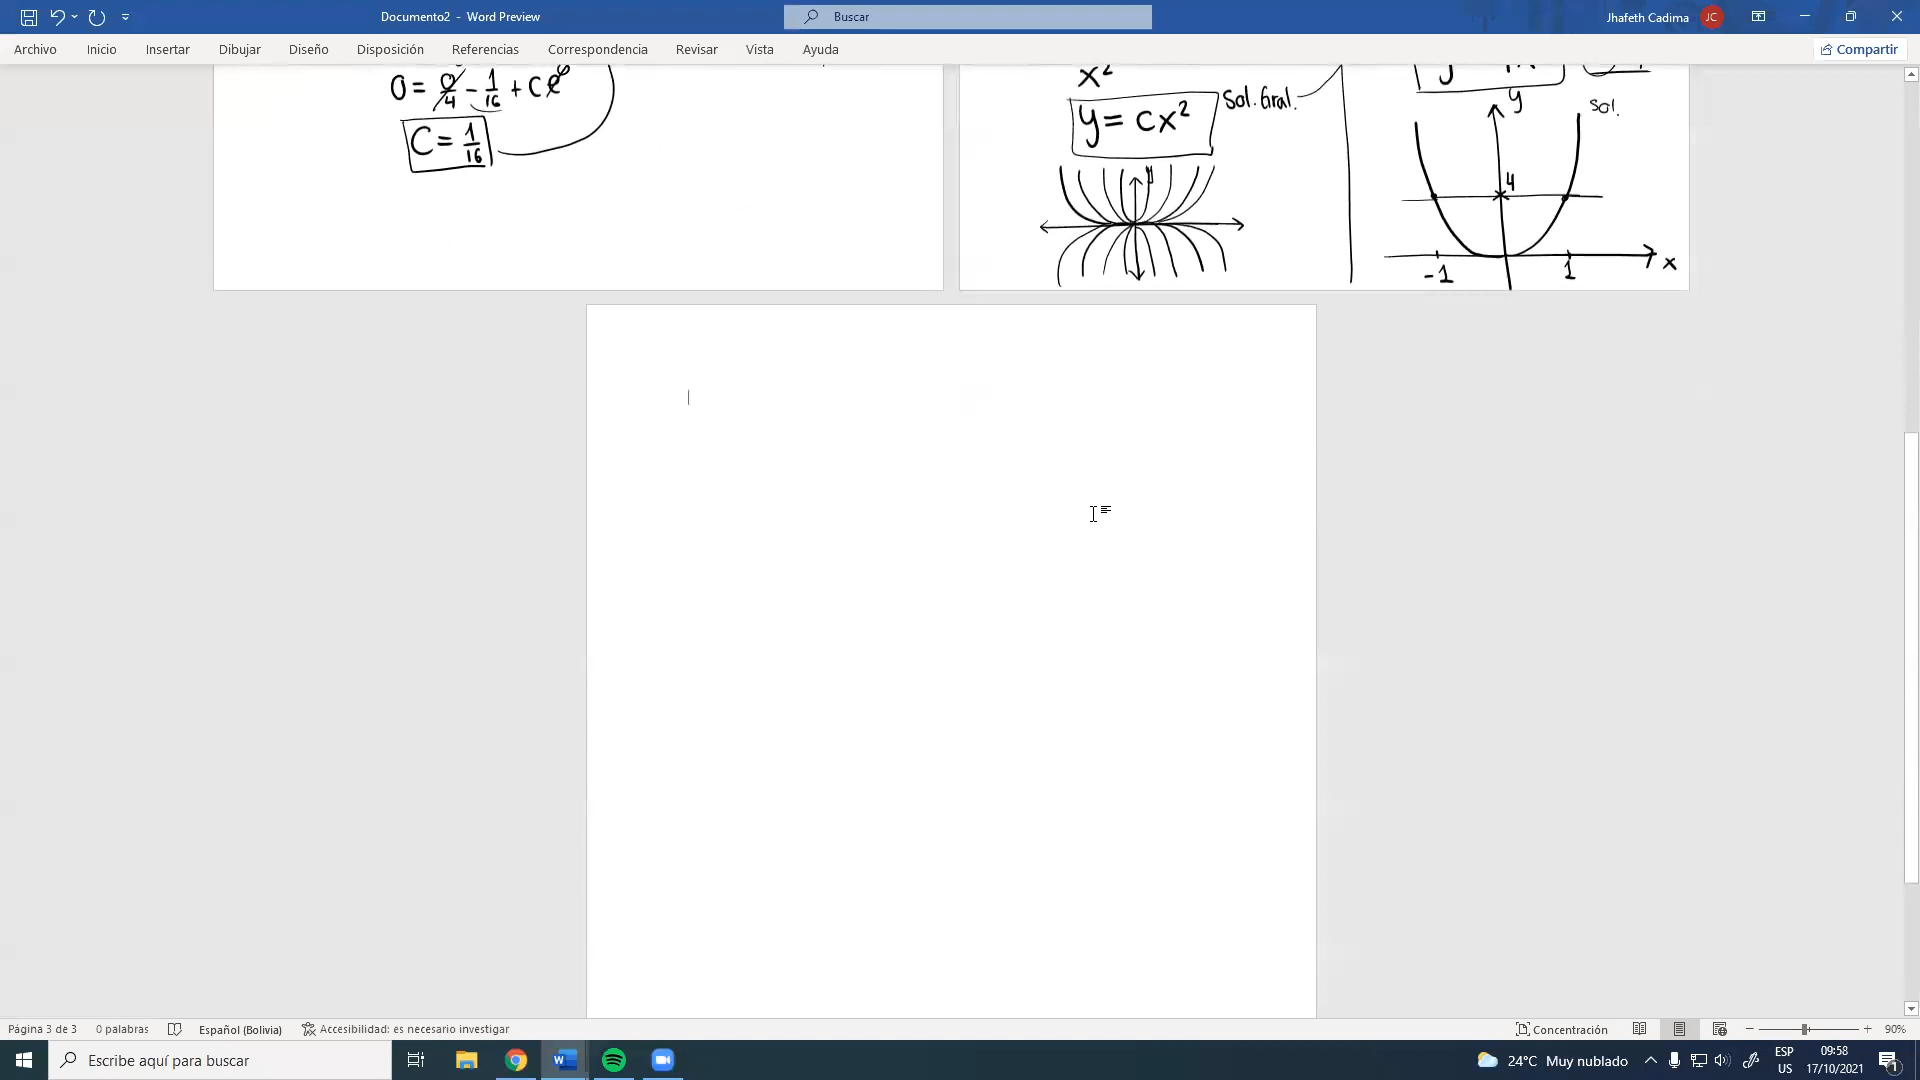 Documento2 - Word Preview
Buscar
Jhafeth Cadima
JC
Archivo Inicio Insertar Dibujar Diseño Disposición Referencias Correspondencia Revisar Vista Ayuda
Compartir
0 = 0/4 - 1/16 + C e^0
C = 1/16
x²
y = cx²
Sol. Gral.
y
y
Sol.
4
-1
1
x
Página 3 de 3
0 palabras
Español (Bolivia)
Accesibilidad: es necesario investigar
Concentración
90%
Escribe aquí para buscar
24°C Muy nublado
ESP
US
09:58
17/10/2021
1